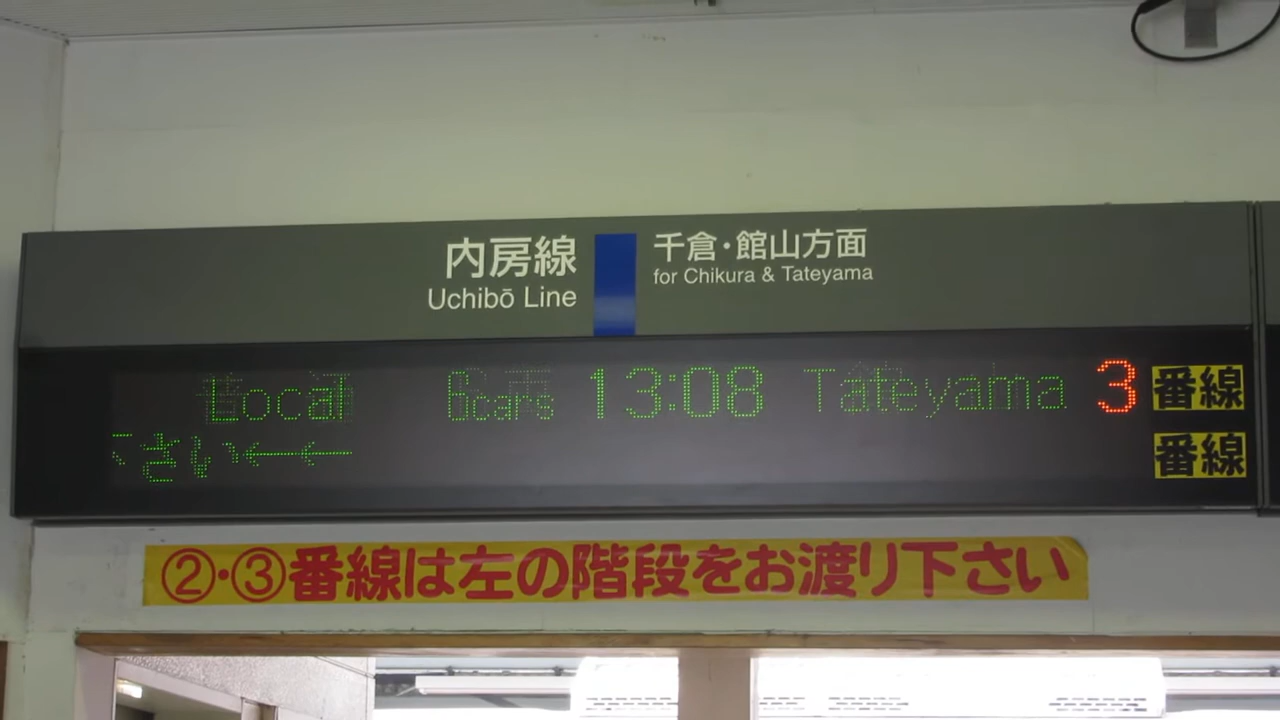 内房線
Uchibō Line
千倉・館山方面
for Chikura & Tateyama
Local 6cars 13:08 Tateyama 3 番線
さい←← 番線
②・③番線は左の階段をお渡り下さい